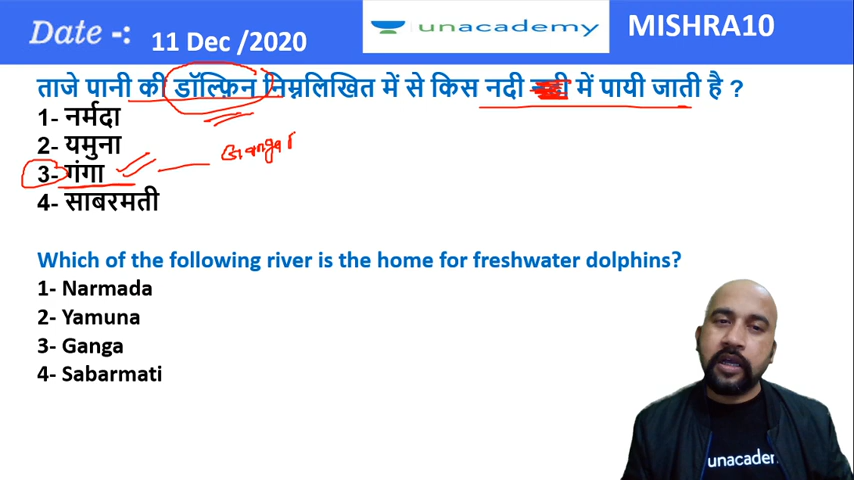 Date -: 11 Dec /2020 unacademy MISHRA10
ताजे पानी की डॉल्फ़िन निम्नलिखित में से किस नदी में पायी जाती है ?
1- नर्मदा
2- यमुना
Ganga
3- गंगा
4- साबरमती
Which of the following river is the home for freshwater dolphins?
1- Narmada
2- Yamuna
3- Ganga
4- Sabarmati
unacade